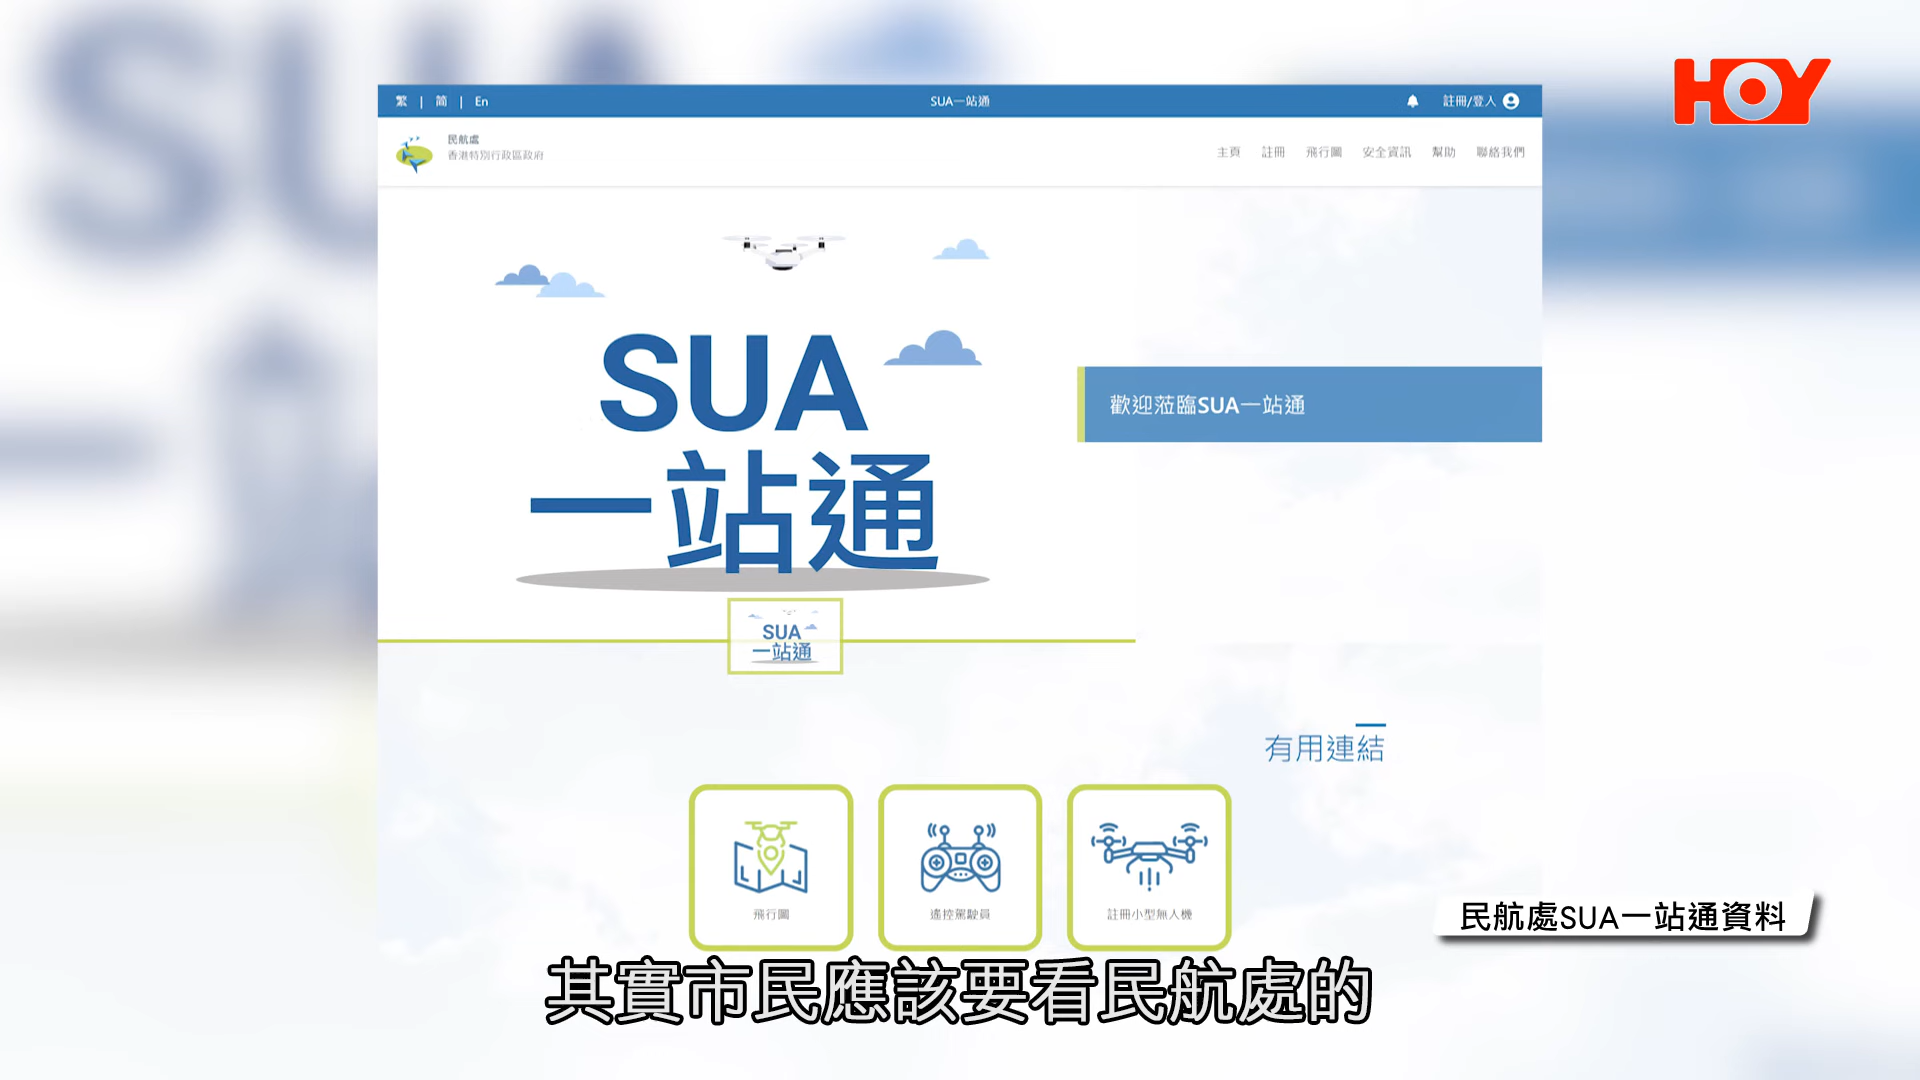 HOY
繁 | 简 | En
SUA一站通
註冊/登入
民航處
香港特別行政區政府
主頁 註冊 飛行圖 安全資訊 幫助 聯絡我們
SUA
一站通
歡迎蒞臨SUA一站通
SUA
一站通
有用連結
飛行圖
遙控駕駛員
註冊小型無人機
民航處SUA一站通資料
其實市民應該要看民航處的